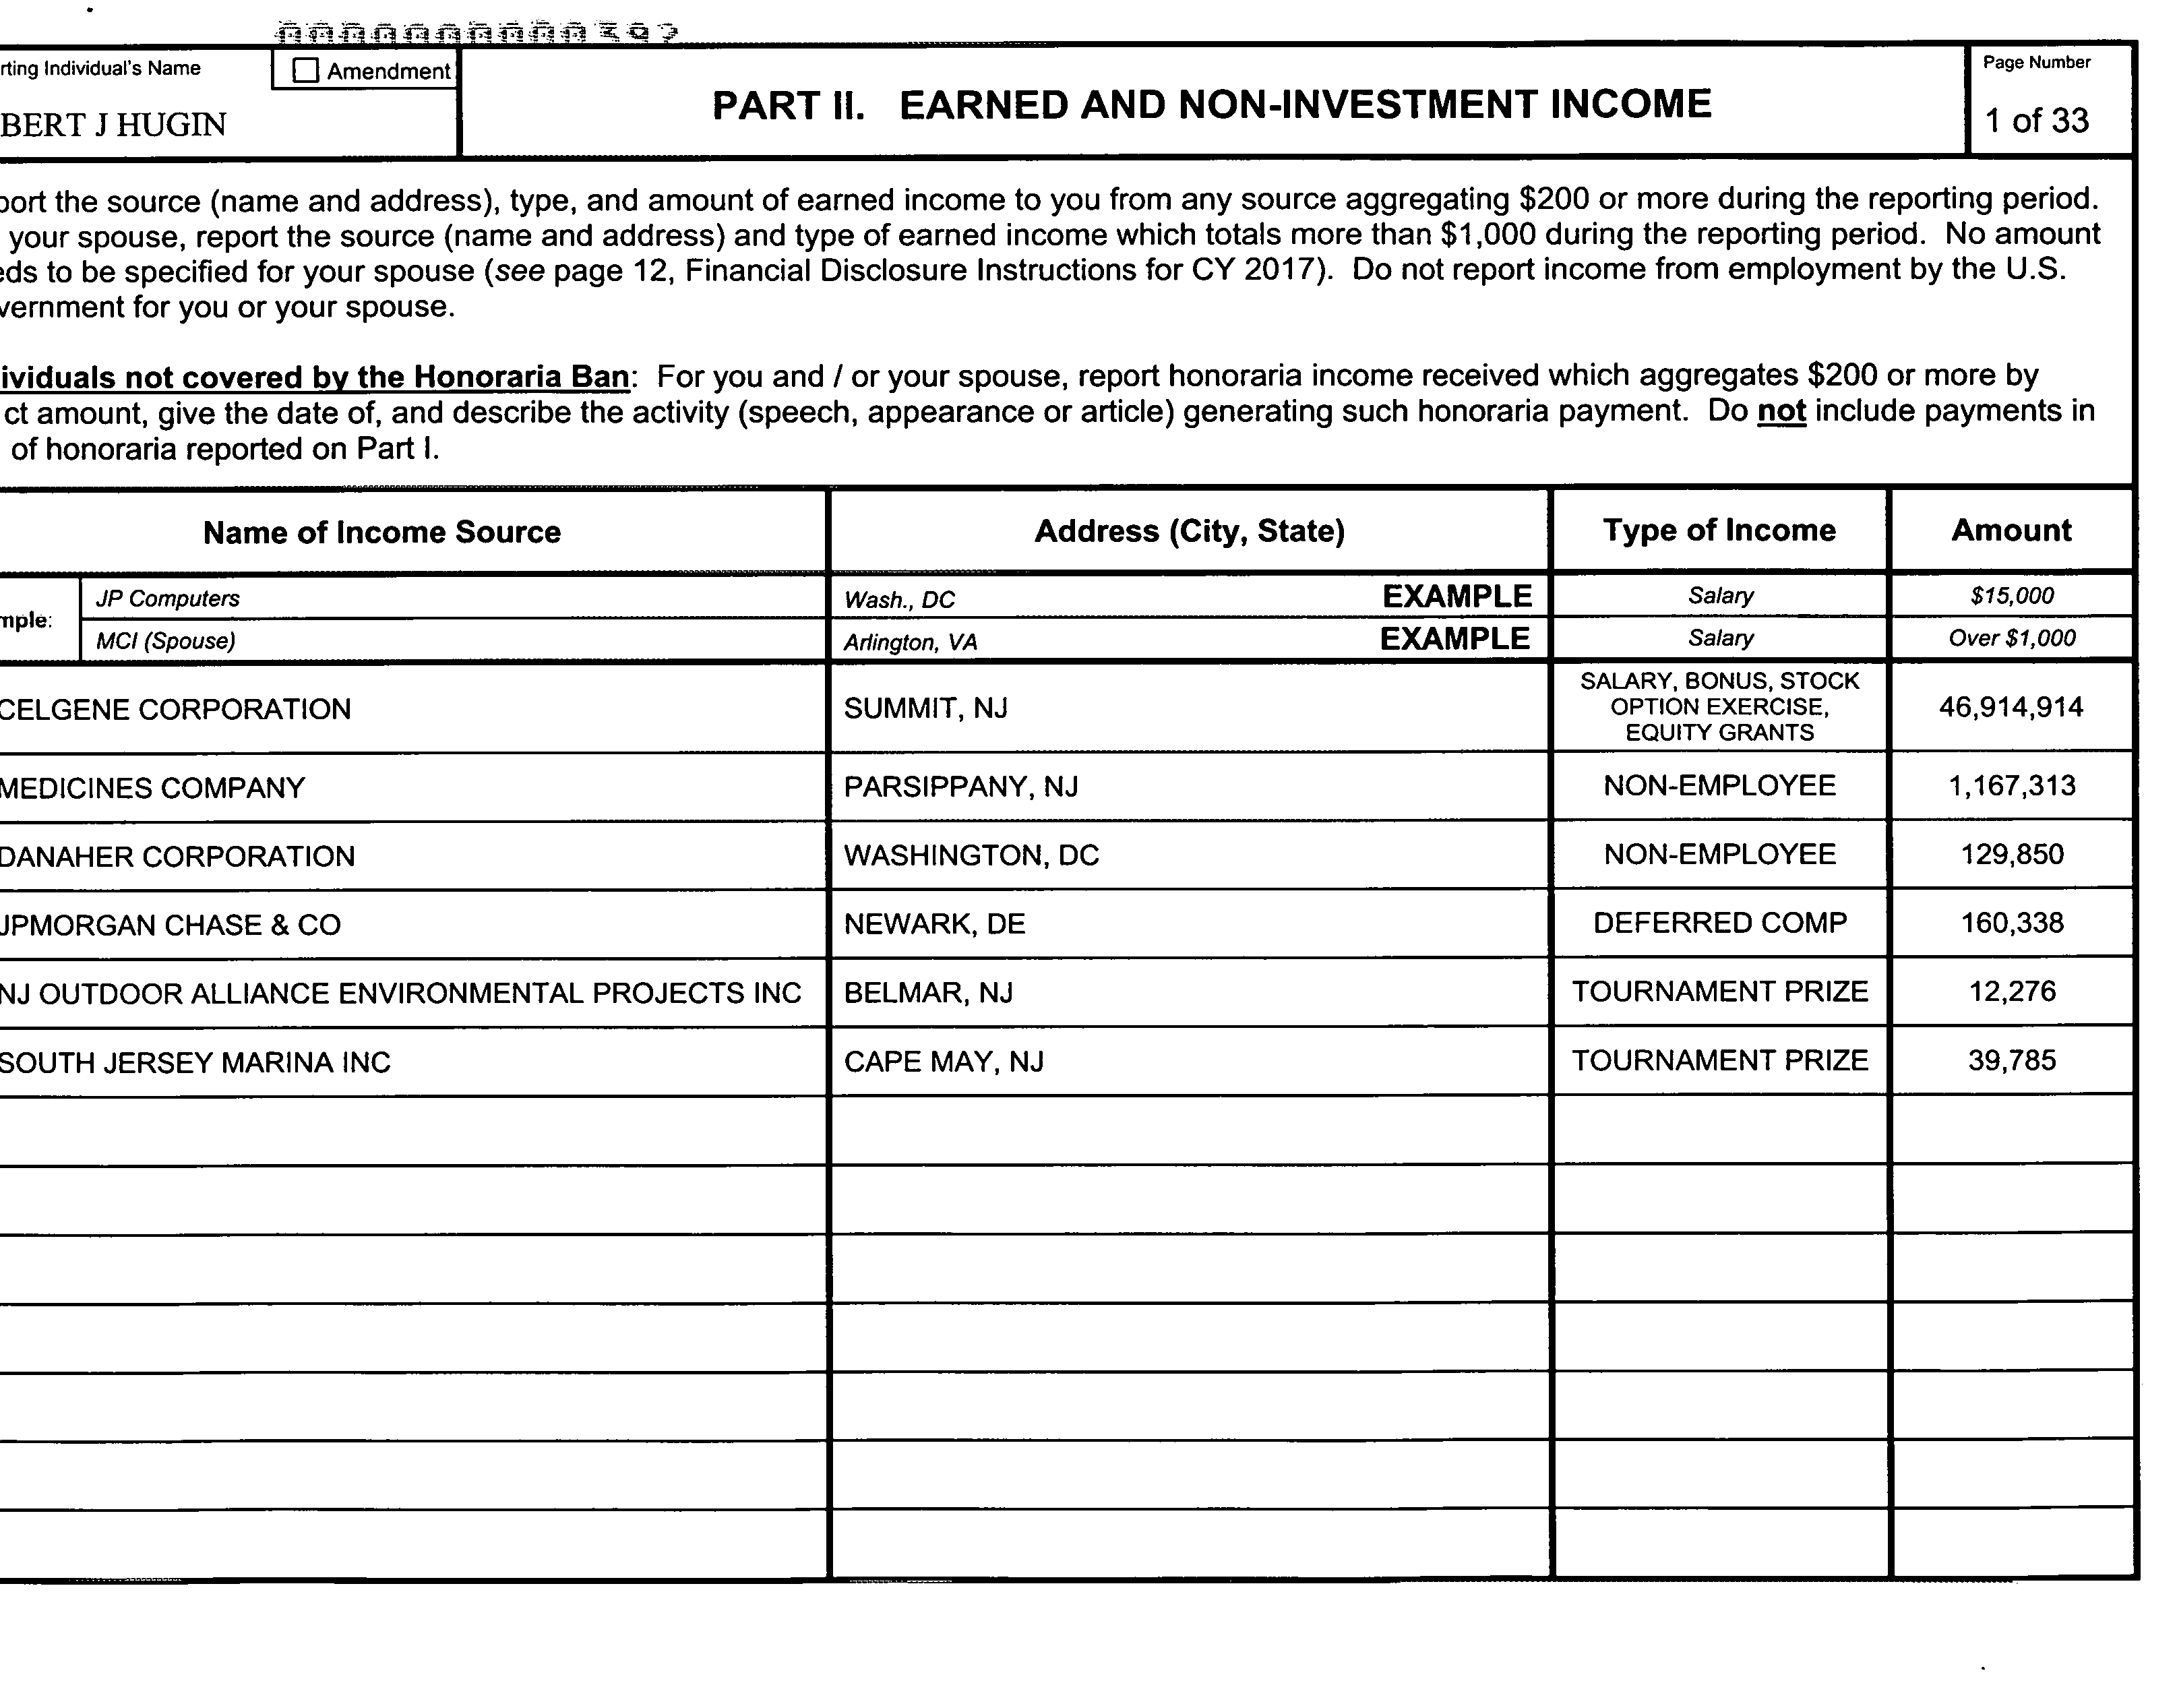 Individual's Name
Amendment
PART II. EARNED AND NON-INVESTMENT INCOME
Page Number
BERT J HUGIN
1 of 33
the source (name and address), type, and amount of earned income to you from any source aggregating $200 or more during the reporting period.
your spouse, report the source (name and address) and type of earned income which totals more than $1,000 during the reporting period. No amount
to be specified for your spouse (see page 12, Financial Disclosure Instructions for CY 2017). Do not report income from employment by the U.S.
vernment for you or your spouse.
ividuals not covered by the Honoraria Ban: For you and / or your spouse, report honoraria income received which aggregates $200 or more by
ct amount, give the date of, and describe the activity (speech, appearance or article) generating such honoraria payment. Do not include payments in
of honoraria reported on Part I.
Name of Income Source
Address (City, State)
Type of Income
Amount
mple:
JP Computers
Wash., DC
EXAMPLE
Salary
$15,000
MCI (Spouse)
Arlington, VA
EXAMPLE
Salary
Over $1,000
CELGENE CORPORATION
SUMMIT, NJ
SALARY, BONUS, STOCK
OPTION EXERCISE,
EQUITY GRANTS
46,914,914
MEDICINES COMPANY
PARSIPPANY, NJ
NON-EMPLOYEE
1,167,313
DANAHER CORPORATION
WASHINGTON, DC
NON-EMPLOYEE
129,850
JPMORGAN CHASE & CO
NEWARK, DE
DEFERRED COMP
160,338
NJ OUTDOOR ALLIANCE ENVIRONMENTAL PROJECTS INC
BELMAR, NJ
TOURNAMENT PRIZE
12,276
SOUTH JERSEY MARINA INC
CAPE MAY, NJ
TOURNAMENT PRIZE
39,785